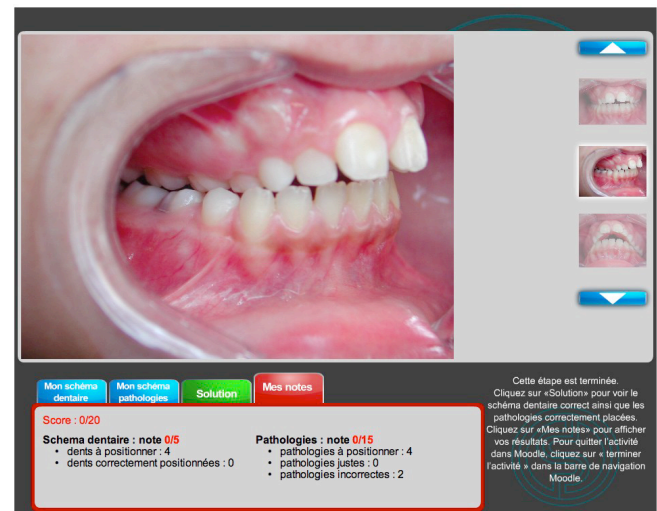 Mon schéma
dentaire
Mon schéma
pathologies
Solution
Mes notes
Score : 0/20
Schema dentaire : note 0/5
• dents à positionner : 4
• dents correctement positionnées : 0
Pathologies : note 0/15
• pathologies à positionner : 4
• pathologies justes : 0
• pathologies incorrectes : 2
Cette étape est terminée.
Cliquez sur «Solution» pour voir le
schéma dentaire correct ainsi que les
pathologies correctement placées.
Cliquez sur «Mes notes» pour afficher
vos résultats. Pour quitter l'activité
dans Moodle, cliquez sur « terminer
l'activité » dans la barre de navigation
Moodle.